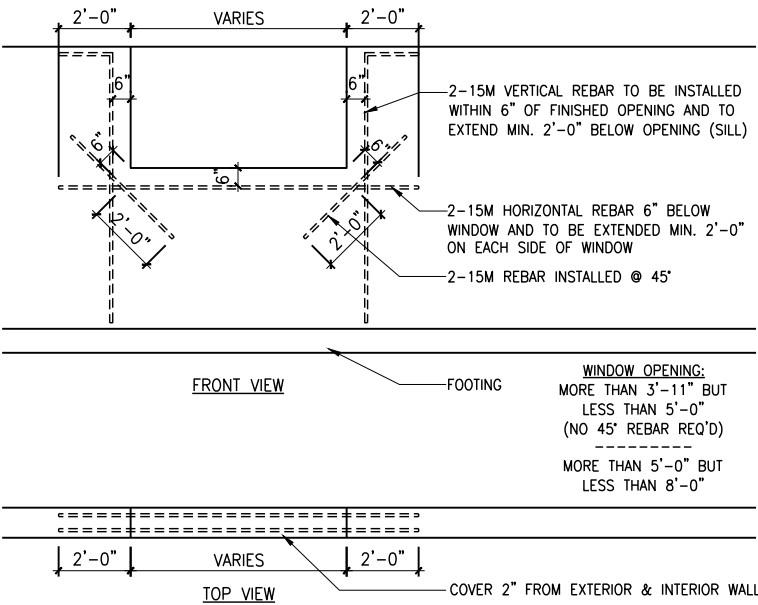 2'-0" VARIES 2'-0"
6" 6"
2-15M VERTICAL REBAR TO BE INSTALLED
WITHIN 6" OF FINISHED OPENING AND TO
EXTEND MIN. 2'-0" BELOW OPENING (SILL)
6" 6" 6"
2'-0" 2'-0"
2-15M HORIZONTAL REBAR 6" BELOW
WINDOW AND TO BE EXTENDED MIN. 2'-0"
ON EACH SIDE OF WINDOW
2-15M REBAR INSTALLED @ 45°
FRONT VIEW
FOOTING
WINDOW OPENING:
MORE THAN 3'-11" BUT
LESS THAN 5'-0"
(NO 45° REBAR REQ'D)
----------
MORE THAN 5'-0" BUT
LESS THAN 8'-0"
2'-0" VARIES 2'-0"
TOP VIEW
COVER 2" FROM EXTERIOR & INTERIOR WALL